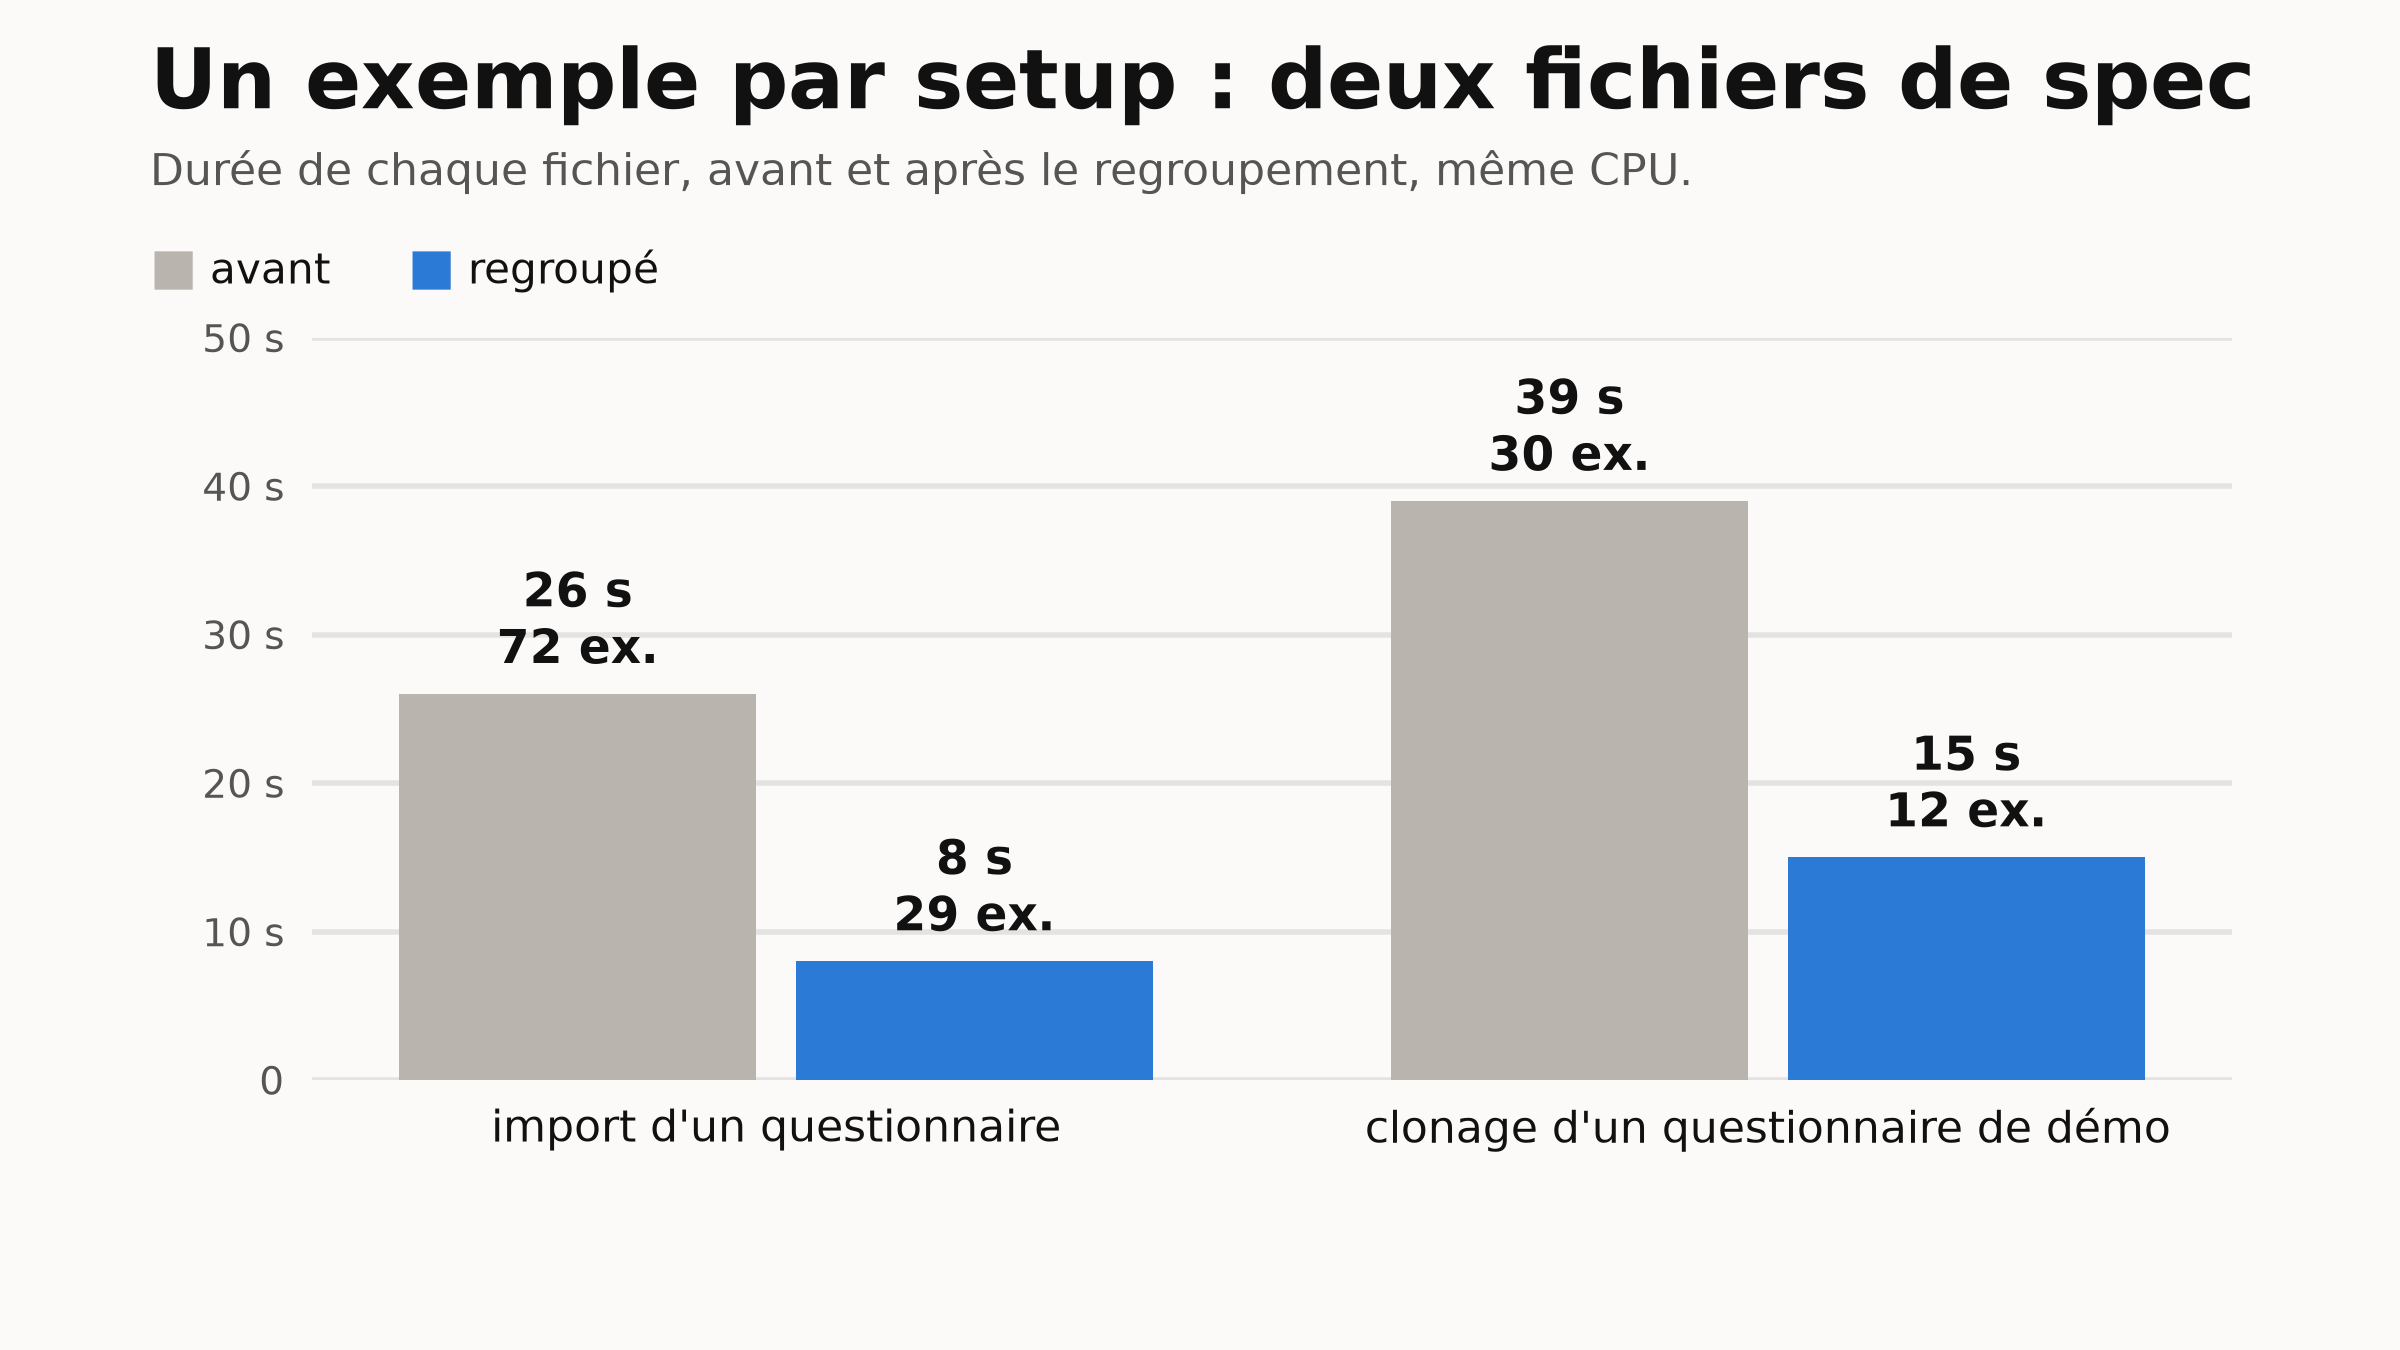 Un exemple par setup : deux fichiers de spec
Durée de chaque fichier, avant et après le regroupement, même CPU.
avant
regroupé
50 s
40 s
30 s
20 s
10 s
0
26 s
72 ex.
8 s
29 ex.
39 s
30 ex.
15 s
12 ex.
import d'un questionnaire
clonage d'un questionnaire de démo